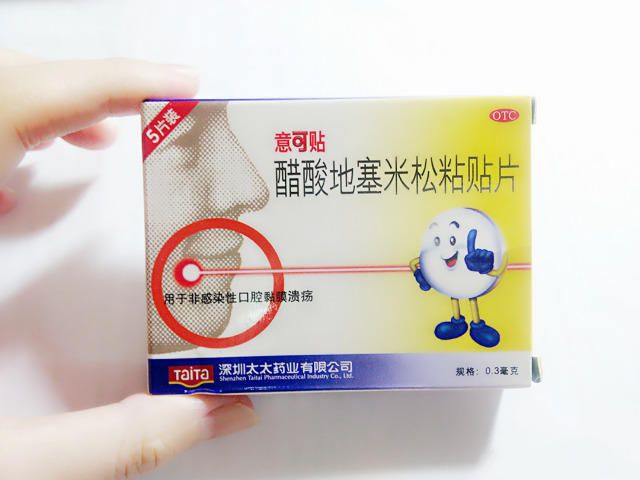 5片装
OTC
意可贴
醋酸地塞米松粘贴片
用于非感染性口腔黏膜溃疡
TAITA
深圳太太药业有限公司
Shenzhen Taitai Pharmaceutical Industry Co., Ltd.
规格：0.3毫克